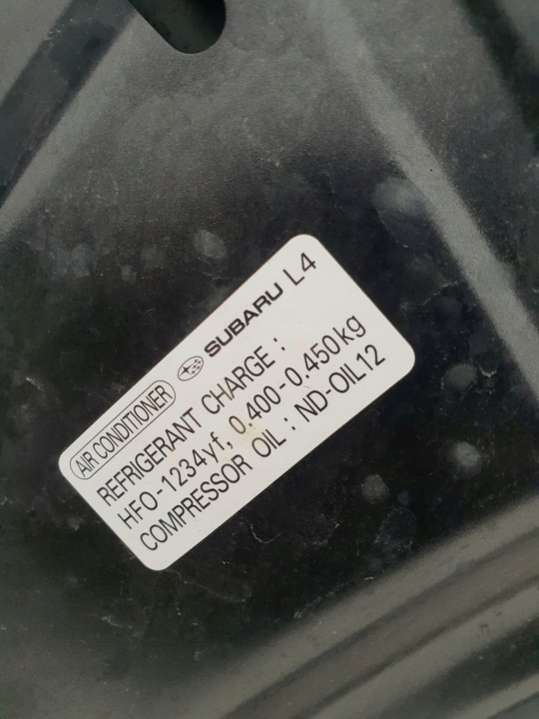 AIR CONDITIONER SUBARU L4
REFRIGERANT CHARGE :
HFO-1234yf, 0.400-0.450kg
COMPRESSOR OIL : ND-OIL12